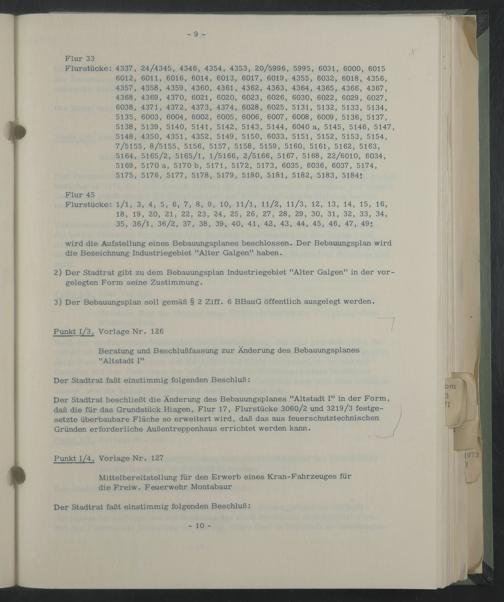 - 9 -
Flur 33
Flurstücke: 4337, 24/4345, 4346, 4354, 4353, 20/5996, 5995, 6031, 6000, 6015
6012, 6011, 6016, 6014, 6013, 6017, 6019, 4355, 6032, 6018, 4356,
4357, 4358, 4359, 4360, 4361, 4362, 4363, 4364, 4365, 4366, 4367,
4368, 4369, 4370, 6021, 6020, 6023, 6026, 6030, 6022, 6029, 6027,
6038, 4371, 4372, 4373, 4374, 6028, 6025, 5131, 5132, 5133, 5134,
5135, 6003, 6004, 6002, 6005, 6006, 6007, 6008, 6009, 5136, 5137,
5138, 5139, 5140, 5141, 5142, 5143, 5144, 6040 a, 5145, 5146, 5147,
5148, 4350, 4351, 4352, 5149, 5150, 6033, 5151, 5152, 5153, 5154,
7/5155, 8/5155, 5156, 5157, 5158, 5159, 5160, 5161, 5162, 5163,
5164, 5165/2, 5165/1, 1/5166, 2/5166, 5167, 5168, 22/6010, 6034,
5169, 5170 a, 5170 b, 5171, 5172, 5173, 6035, 6036, 6037, 5174,
5175, 5176, 5177, 5178, 5179, 5180, 5181, 5182, 5183, 5184;
Flur 45
Flurstücke: 1/1, 3, 4, 5, 6, 7, 8, 9, 10, 11/1, 11/2, 11/3, 12, 13, 14, 15, 16,
18, 19, 20, 21, 22, 23, 24, 25, 26, 27, 28, 29, 30, 31, 32, 33, 34,
35, 36/1, 36/2, 37, 38, 39, 40, 41, 42, 43, 44, 45, 46, 47, 49;
wird die Aufstellung eines Bebauungsplanes beschlossen. Der Bebauungsplan wird
die Bezeichnung Industriegebiet "Alter Galgen" haben.
2) Der Stadtrat gibt zu dem Bebauungsplan Industriegebiet "Alter Galgen" in der vor-
gelegten Form seine Zustimmung.
3) Der Bebauungsplan soll gemäß § 2 Ziff. 6 BBauG öffentlich ausgelegt werden.
Punkt I/3, Vorlage Nr. 126
Beratung und Beschlußfassung zur Änderung des Bebauungsplanes
"Altstadt I"
Der Stadtrat faßt einstimmig folgenden Beschluß:
Der Stadtrat beschließt die Änderung des Bebauungsplanes "Altstadt I" in der Form,
daß die für das Grundstück Hisgen, Flur 17, Flurstücke 3060/2 und 3219/3 festge-
setzte überbaubare Fläche so erweitert wird, daß das aus feuerschutztechnischen
Gründen erforderliche Außentreppenhaus errichtet werden kann.
Punkt I/4, Vorlage Nr. 127
Mittelbereitstellung für den Erwerb eines Kran-Fahrzeuges für
die Freiw. Feuerwehr Montabaur
Der Stadtrat faßt einstimmig folgenden Beschluß:
- 10 -